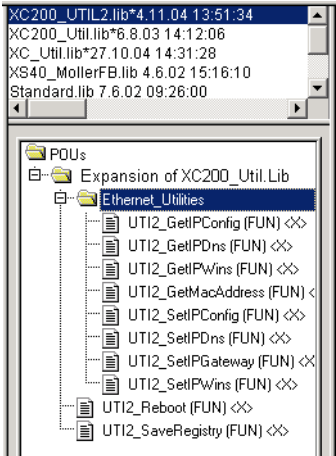 XC200_UTIL2.lib*4.11.04 13:51:34
XC200_Util.lib*6.8.03 14:12:06
XC_Util.lib*27.10.04 14:31:28
XS40_MollerFB.lib 4.6.02 15:16:10
Standard.lib 7.6.02 09:26:00
POUs
Expansion of XC200_Util.Lib
Ethernet_Utilities
UTI2_GetIPConfig (FUN) <X>
UTI2_GetIPDns (FUN) <X>
UTI2_GetIPWins (FUN) <X>
UTI2_GetMacAddress (FUN) <
UTI2_SetIPConfig (FUN) <X>
UTI2_SetIPDns (FUN) <X>
UTI2_SetIPGateway (FUN) <X
UTI2_SetIPWins (FUN) <X>
UTI2_Reboot (FUN) <X>
UTI2_SaveRegistry (FUN) <X>